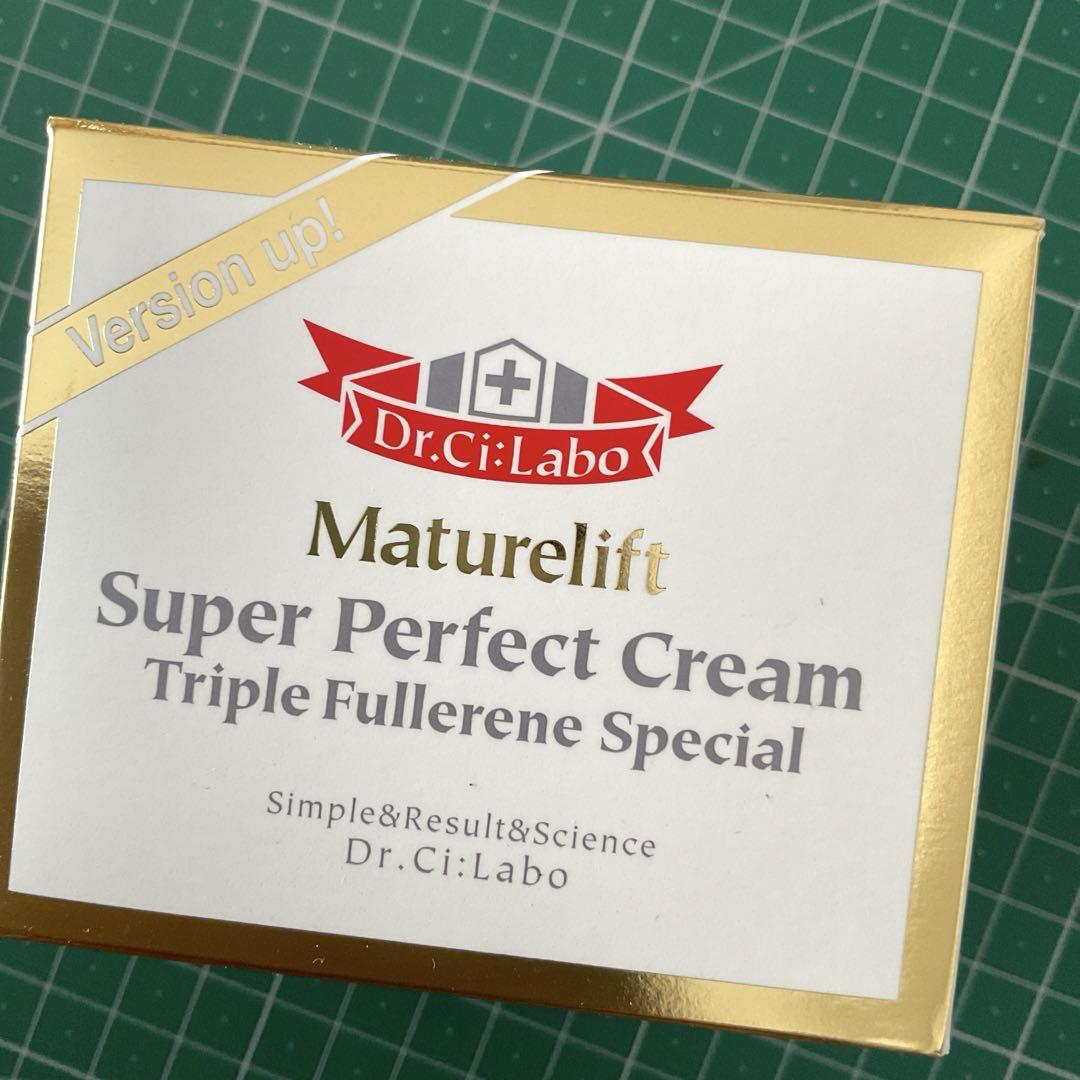 Version up!
Dr.Ci:Labo
Maturelift
Super Perfect Cream
Triple Fullerene Special
Simple&Result&Science
Dr.Ci:Labo